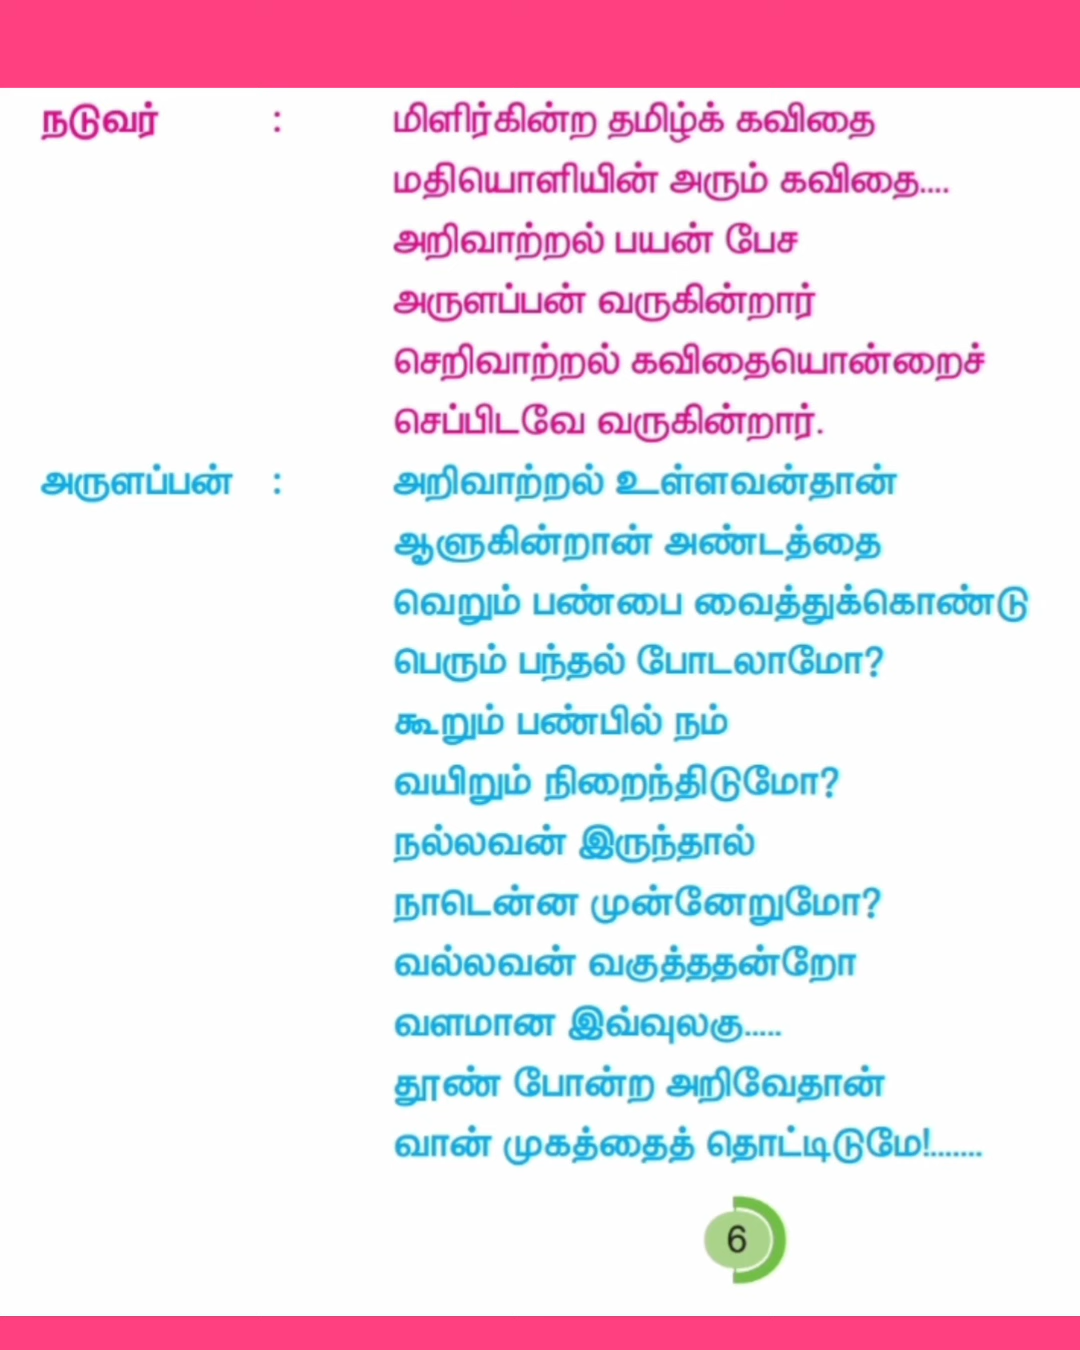 நடுவர் : மிளிர்கின்ற தமிழ்க் கவிதை
மதியொளியின் அரும் கவிதை....
அறிவாற்றல் பயன் பேச
அருளப்பன் வருகின்றார்
செறிவாற்றல் கவிதையொன்றைச்
செப்பிடவே வருகின்றார்.
அருளப்பன் : அறிவாற்றல் உள்ளவன்தான்
ஆளுகின்றான் அண்டத்தை
வெறும் பண்பை வைத்துக்கொண்டு
பெரும் பந்தல் போடலாமோ?
கூறும் பண்பில் நம்
வயிறும் நிறைந்திடுமோ?
நல்லவன் இருந்தால்
நாடென்ன முன்னேறுமோ?
வல்லவன் வகுத்ததன்றோ
வளமான இவ்வுலகு.....
தூண் போன்ற அறிவேதான்
வான் முகத்தைத் தொட்டிடுமே!.......
6